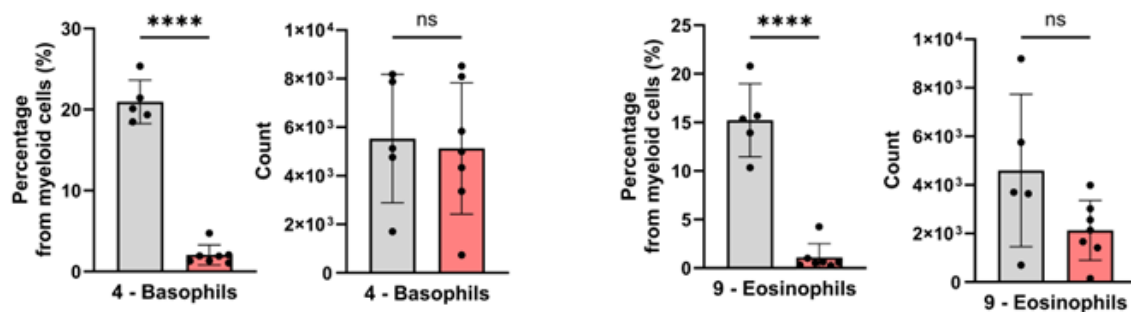 ****
30
20
10
0
Percentage
from myeloid cells (%)
4 - Basophils
ns
1×10⁴
8×10³
6×10³
4×10³
2×10³
0
Count
4 - Basophils
****
25
20
15
10
5
0
Percentage
from myeloid cells (%)
9 - Eosinophils
ns
1×10⁴
8×10³
6×10³
4×10³
2×10³
0
Count
9 - Eosinophils